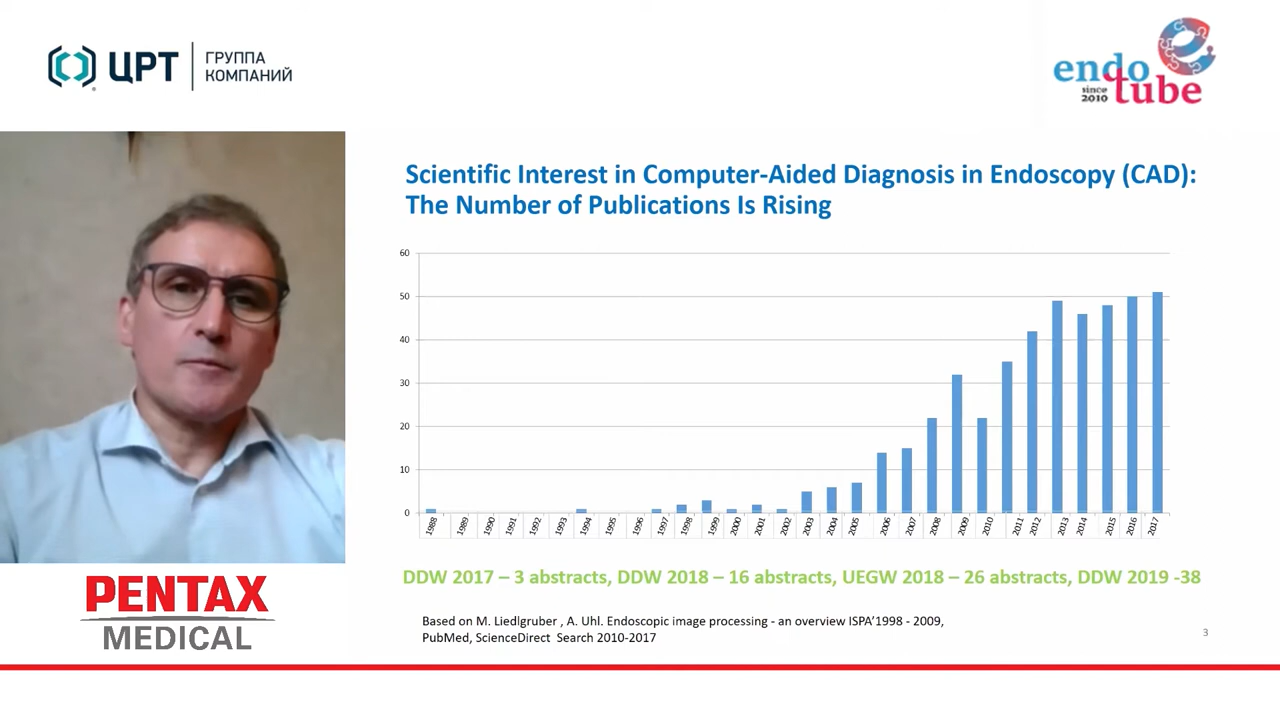 ЦРТ
ГРУППА
КОМПАНИЙ
endo
since
2010
tube
Scientific Interest in Computer-Aided Diagnosis in Endoscopy (CAD):
The Number of Publications Is Rising
60
50
40
30
20
10
0
1988 1989 1990 1991 1992 1993 1994 1995 1996 1997 1998 1999 2000 2001 2002 2003 2004 2005 2006 2007 2008 2009 2010 2011 2012 2013 2014 2015 2016 2017
DDW 2017 – 3 abstracts, DDW 2018 – 16 abstracts, UEGW 2018 – 26 abstracts, DDW 2019 -38
Based on M. Liedlgruber , A. Uhl. Endoscopic image processing - an overview ISPA’1998 - 2009,
PubMed, ScienceDirect Search 2010-2017
3
PENTAX
MEDICAL